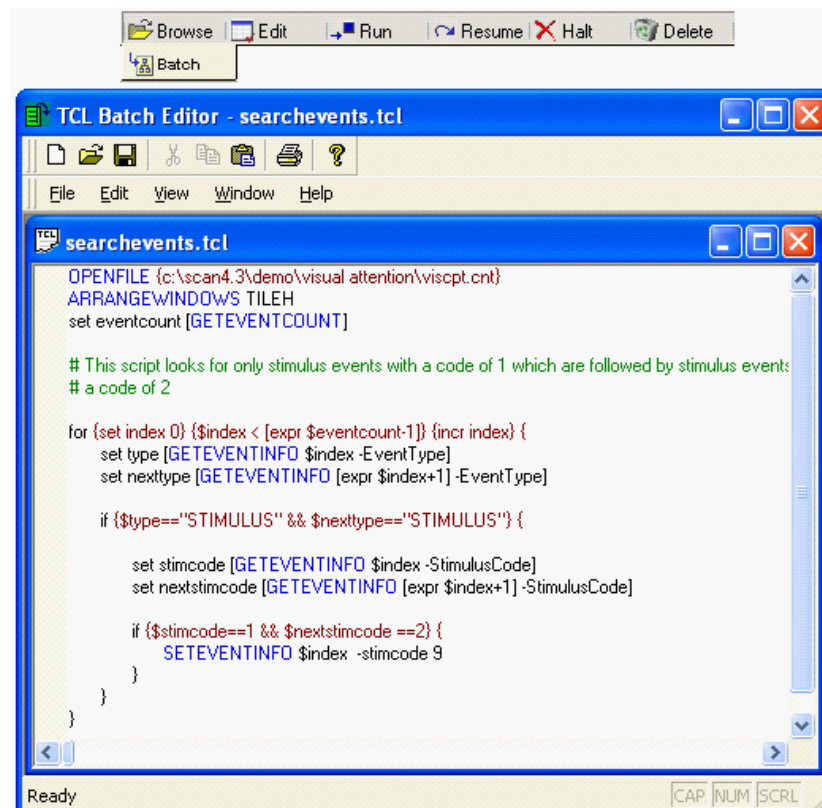 Browse Edit Run Resume Halt Delete
Batch
TCL Batch Editor - searchevents.tcl
File Edit View Window Help
TCL searchevents.tcl
OPENFILE {c:\scan4.3\demo\visual attention\viscpt.cnt}
ARRANGEWINDOWS TILEH
set eventcount [GETEVENTCOUNT]
# This script looks for only stimulus events with a code of 1 which are followed by stimulus events
# a code of 2
for {set index 0} {$index < [expr $eventcount-1]} {incr index} {
set type [GETEVENTINFO $index -EventType]
set nexttype [GETEVENTINFO [expr $index+1] -EventType]
if {$type=="STIMULUS" && $nexttype=="STIMULUS"} {
set stimcode [GETEVENTINFO $index -StimulusCode]
set nextstimcode [GETEVENTINFO [expr $index+1] -StimulusCode]
if {$stimcode==1 && $nextstimcode ==2} {
SETEVENTINFO $index -stimcode 9
}
}
}
Ready CAP NUM SCRL